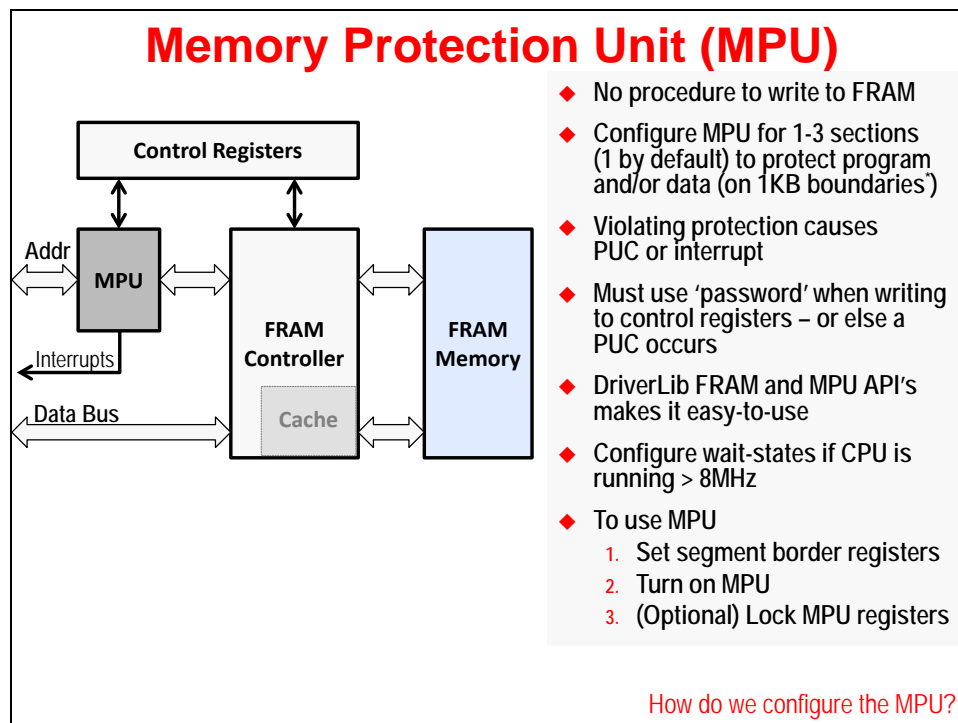 Memory Protection Unit (MPU)
Control Registers
Addr
MPU
Interrupts
Data Bus
FRAM
Controller
Cache
FRAM
Memory
◆ No procedure to write to FRAM
◆ Configure MPU for 1-3 sections
(1 by default) to protect program
and/or data (on 1KB boundaries*)
◆ Violating protection causes
PUC or interrupt
◆ Must use ‘password’ when writing
to control registers – or else a
PUC occurs
◆ DriverLib FRAM and MPU API's
makes it easy-to-use
◆ Configure wait-states if CPU is
running > 8MHz
◆ To use MPU
1. Set segment border registers
2. Turn on MPU
3. (Optional) Lock MPU registers
How do we configure the MPU?